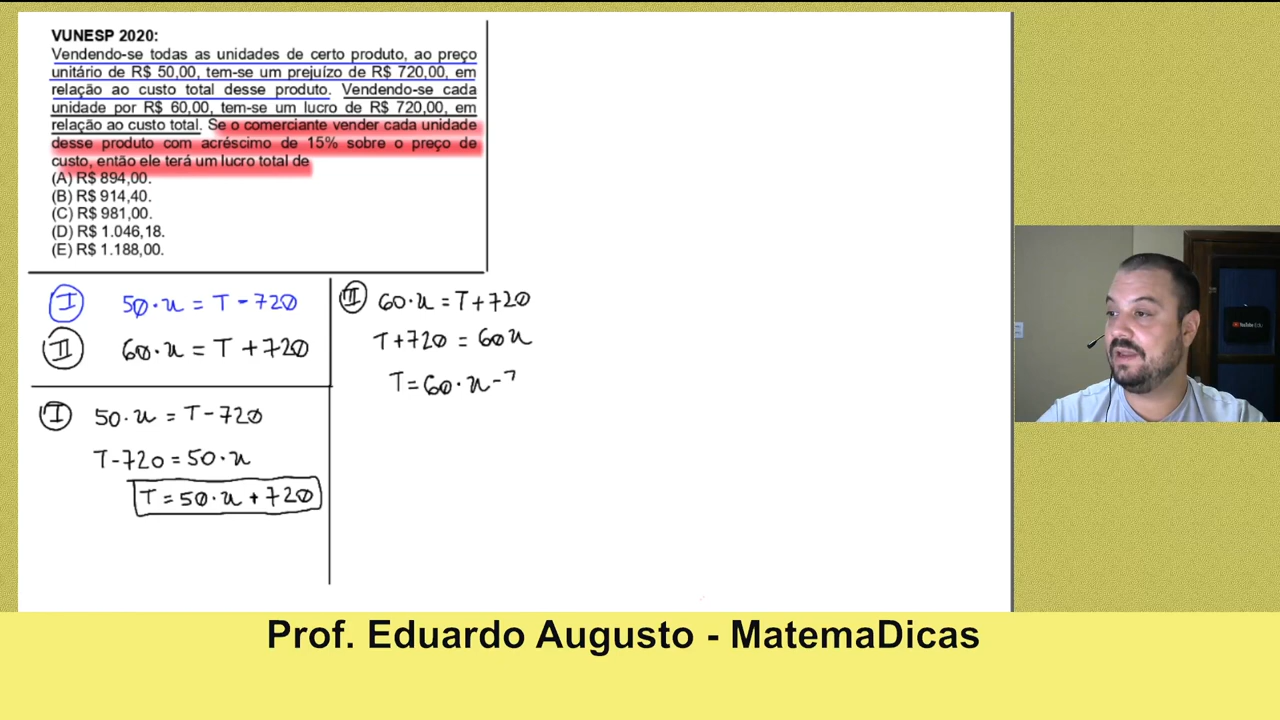 VUNESP 2020:
Vendendo-se todas as unidades de certo produto, ao preço
unitário de R$ 50,00, tem-se um prejuízo de R$ 720,00, em
relação ao custo total desse produto. Vendendo-se cada
unidade por R$ 60,00, tem-se um lucro de R$ 720,00, em
relação ao custo total. Se o comerciante vender cada unidade
desse produto com acréscimo de 15% sobre o preço de
custo, então ele terá um lucro total de
(A) R$ 894,00.
(B) R$ 914,40.
(C) R$ 981,00.
(D) R$ 1.046,18.
(E) R$ 1.188,00.
I 50·u = T - 720
II 60·u = T + 720
I 50·u = T - 720
T - 720 = 50·u
T = 50·u + 720
II 60·u = T + 720
T + 720 = 60u
T = 60·u - 7
YouTube Edu
Prof. Eduardo Augusto - MatemaDicas